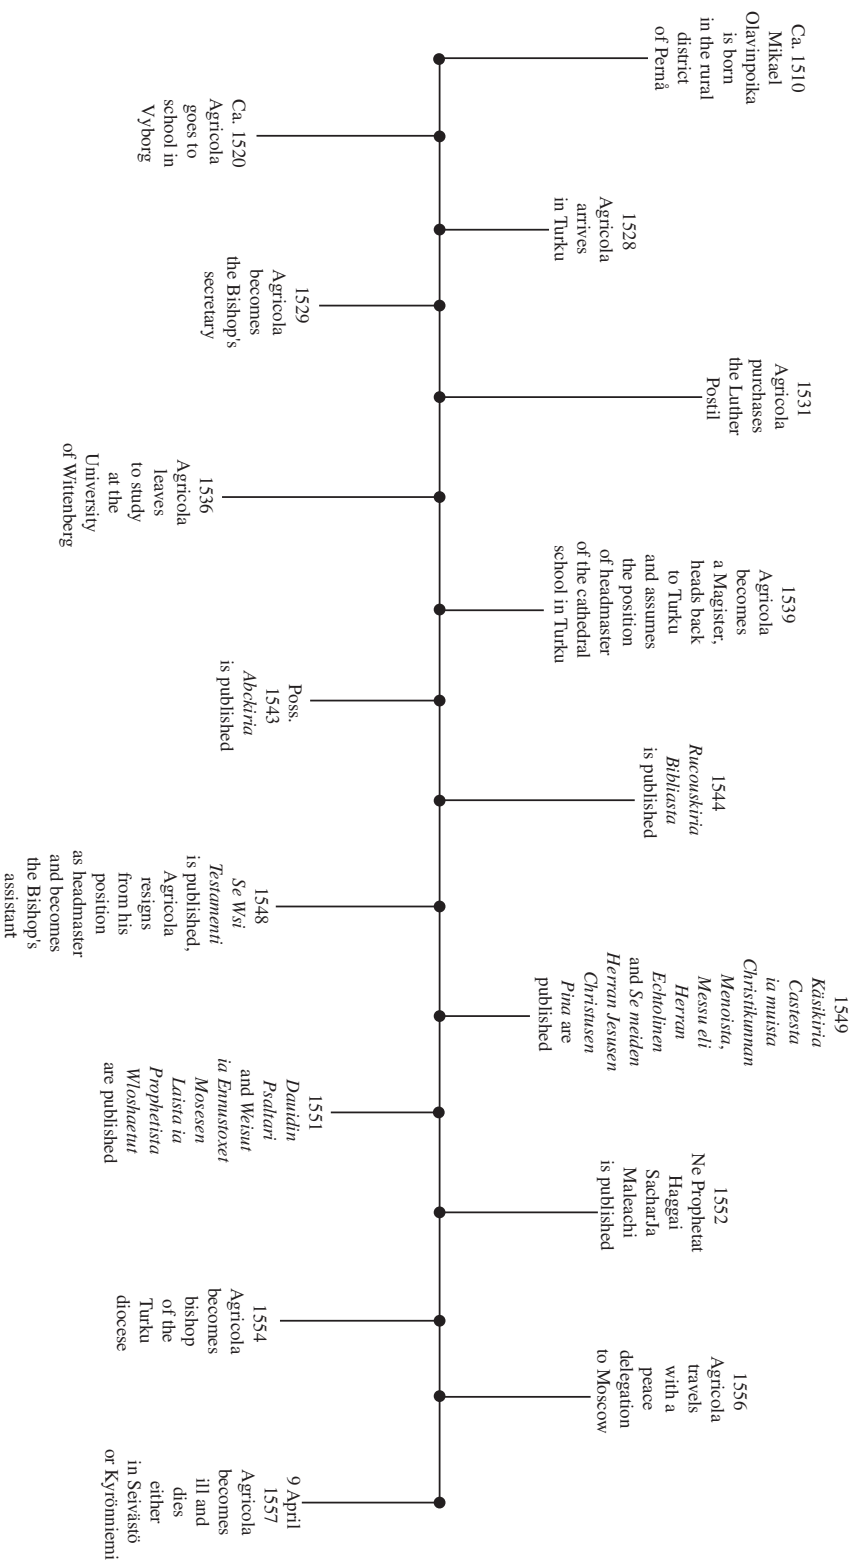 Ca. 1510
Mikael
Olavinpoika
is born
in the rural
district
of Pernå
Ca. 1520
Agricola
goes to
school in
Vyborg
1528
Agricola
arrives
in Turku
1529
Agricola
becomes
the Bishop's
secretary
1531
Agricola
purchases
the Luther
Postil
1536
Agricola
leaves
to study
at the
University
of Wittenberg
1539
Agricola
becomes
a Magister,
heads back
to Turku
and assumes
the position
of headmaster
of the cathedral
school in Turku
Poss.
1543
Abckiria
is published
1544
Rucouskiria
Bibliasta
is published
1548
Se Wsi
Testamenti
is published,
Agricola
resigns
from his
position
as headmaster
and becomes
the Bishop's
assistant
1549
Käsikiria
Castesta
ia muista
Christikunnan
Menoista,
Messu eli
Herran
Echtolinen
and Se meiden
Herran Jesusen
Christusen
Pina are
published
1551
Dauidin
Psaltari
and Weisut
ia Ennustoxet
Mosesen
Laista ia
Prophetista
Wloshaetut
are published
1552
Ne Prophetat
Haggai
SacharJa
Maleachi
is published
1554
Agricola
becomes
bishop
of the
Turku
diocese
1556
Agricola
travels
with a
peace
delegation
to Moscow
9 April
1557
Agricola
becomes
ill and
dies
either
in Seivästö
or Kyrönniemi